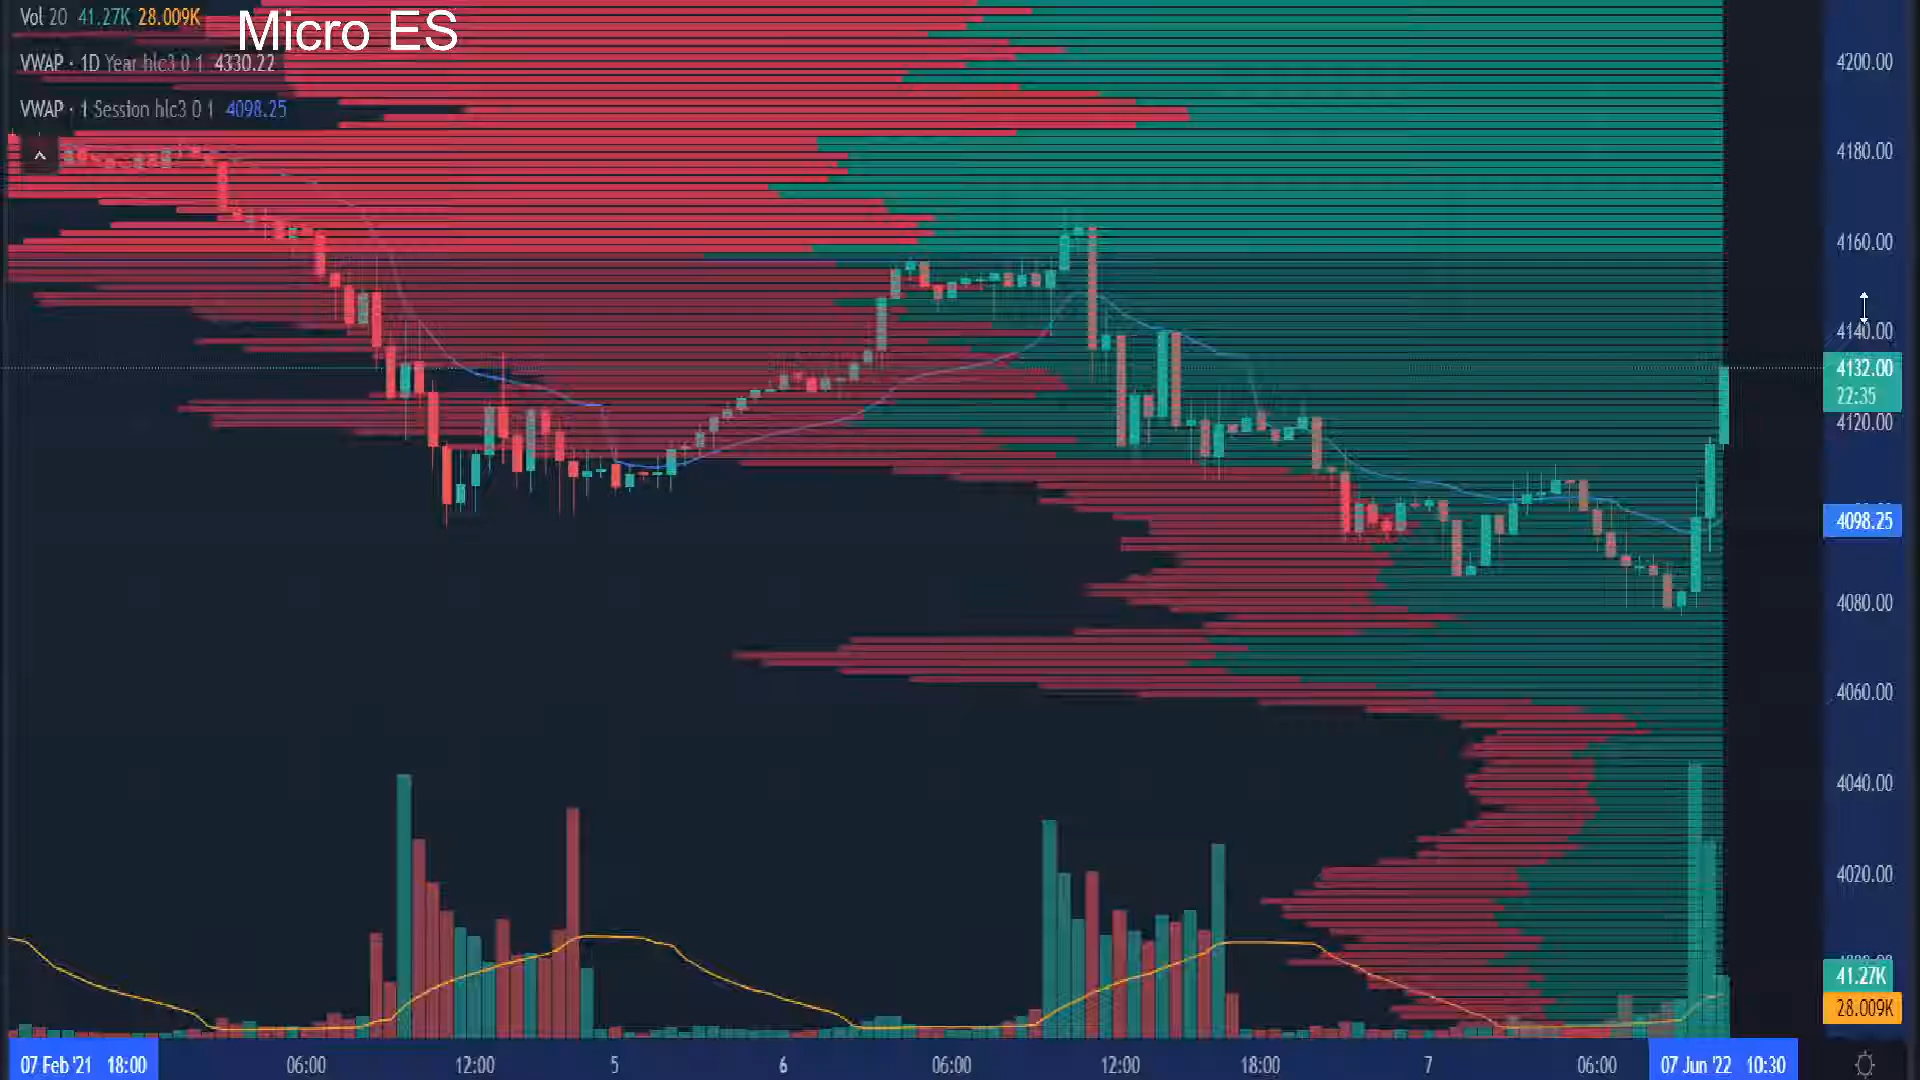 Vol 20 41.27K 28.009K
Micro ES
VWAP · 1D Year hlc3 0 1 4330.22
VWAP · 1 Session hlc3 0 1 4098.25
4200.00
4180.00
4160.00
4140.00
4132.00
22:35
4120.00
4098.25
4080.00
4060.00
4040.00
4020.00
41.27K
28.009K
07 Feb '21 18:00 06:00 12:00 5 6 06:00 12:00 18:00 7 06:00 07 Jun '22 10:30